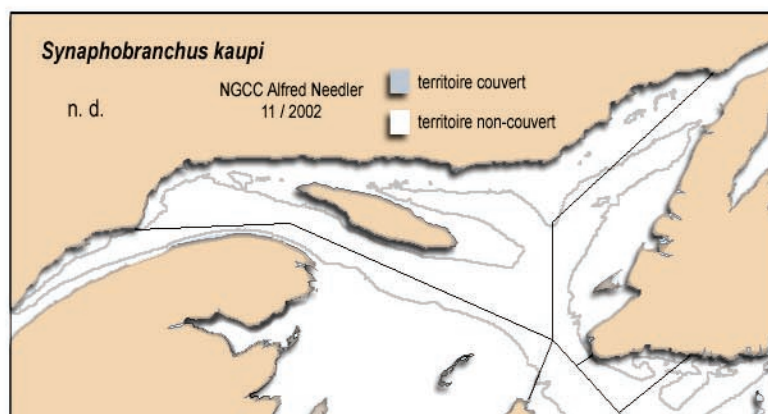 Synaphobranchus kaupi
n. d.
NGCC Alfred Needler
11 / 2002
territoire couvert
territoire non-couvert